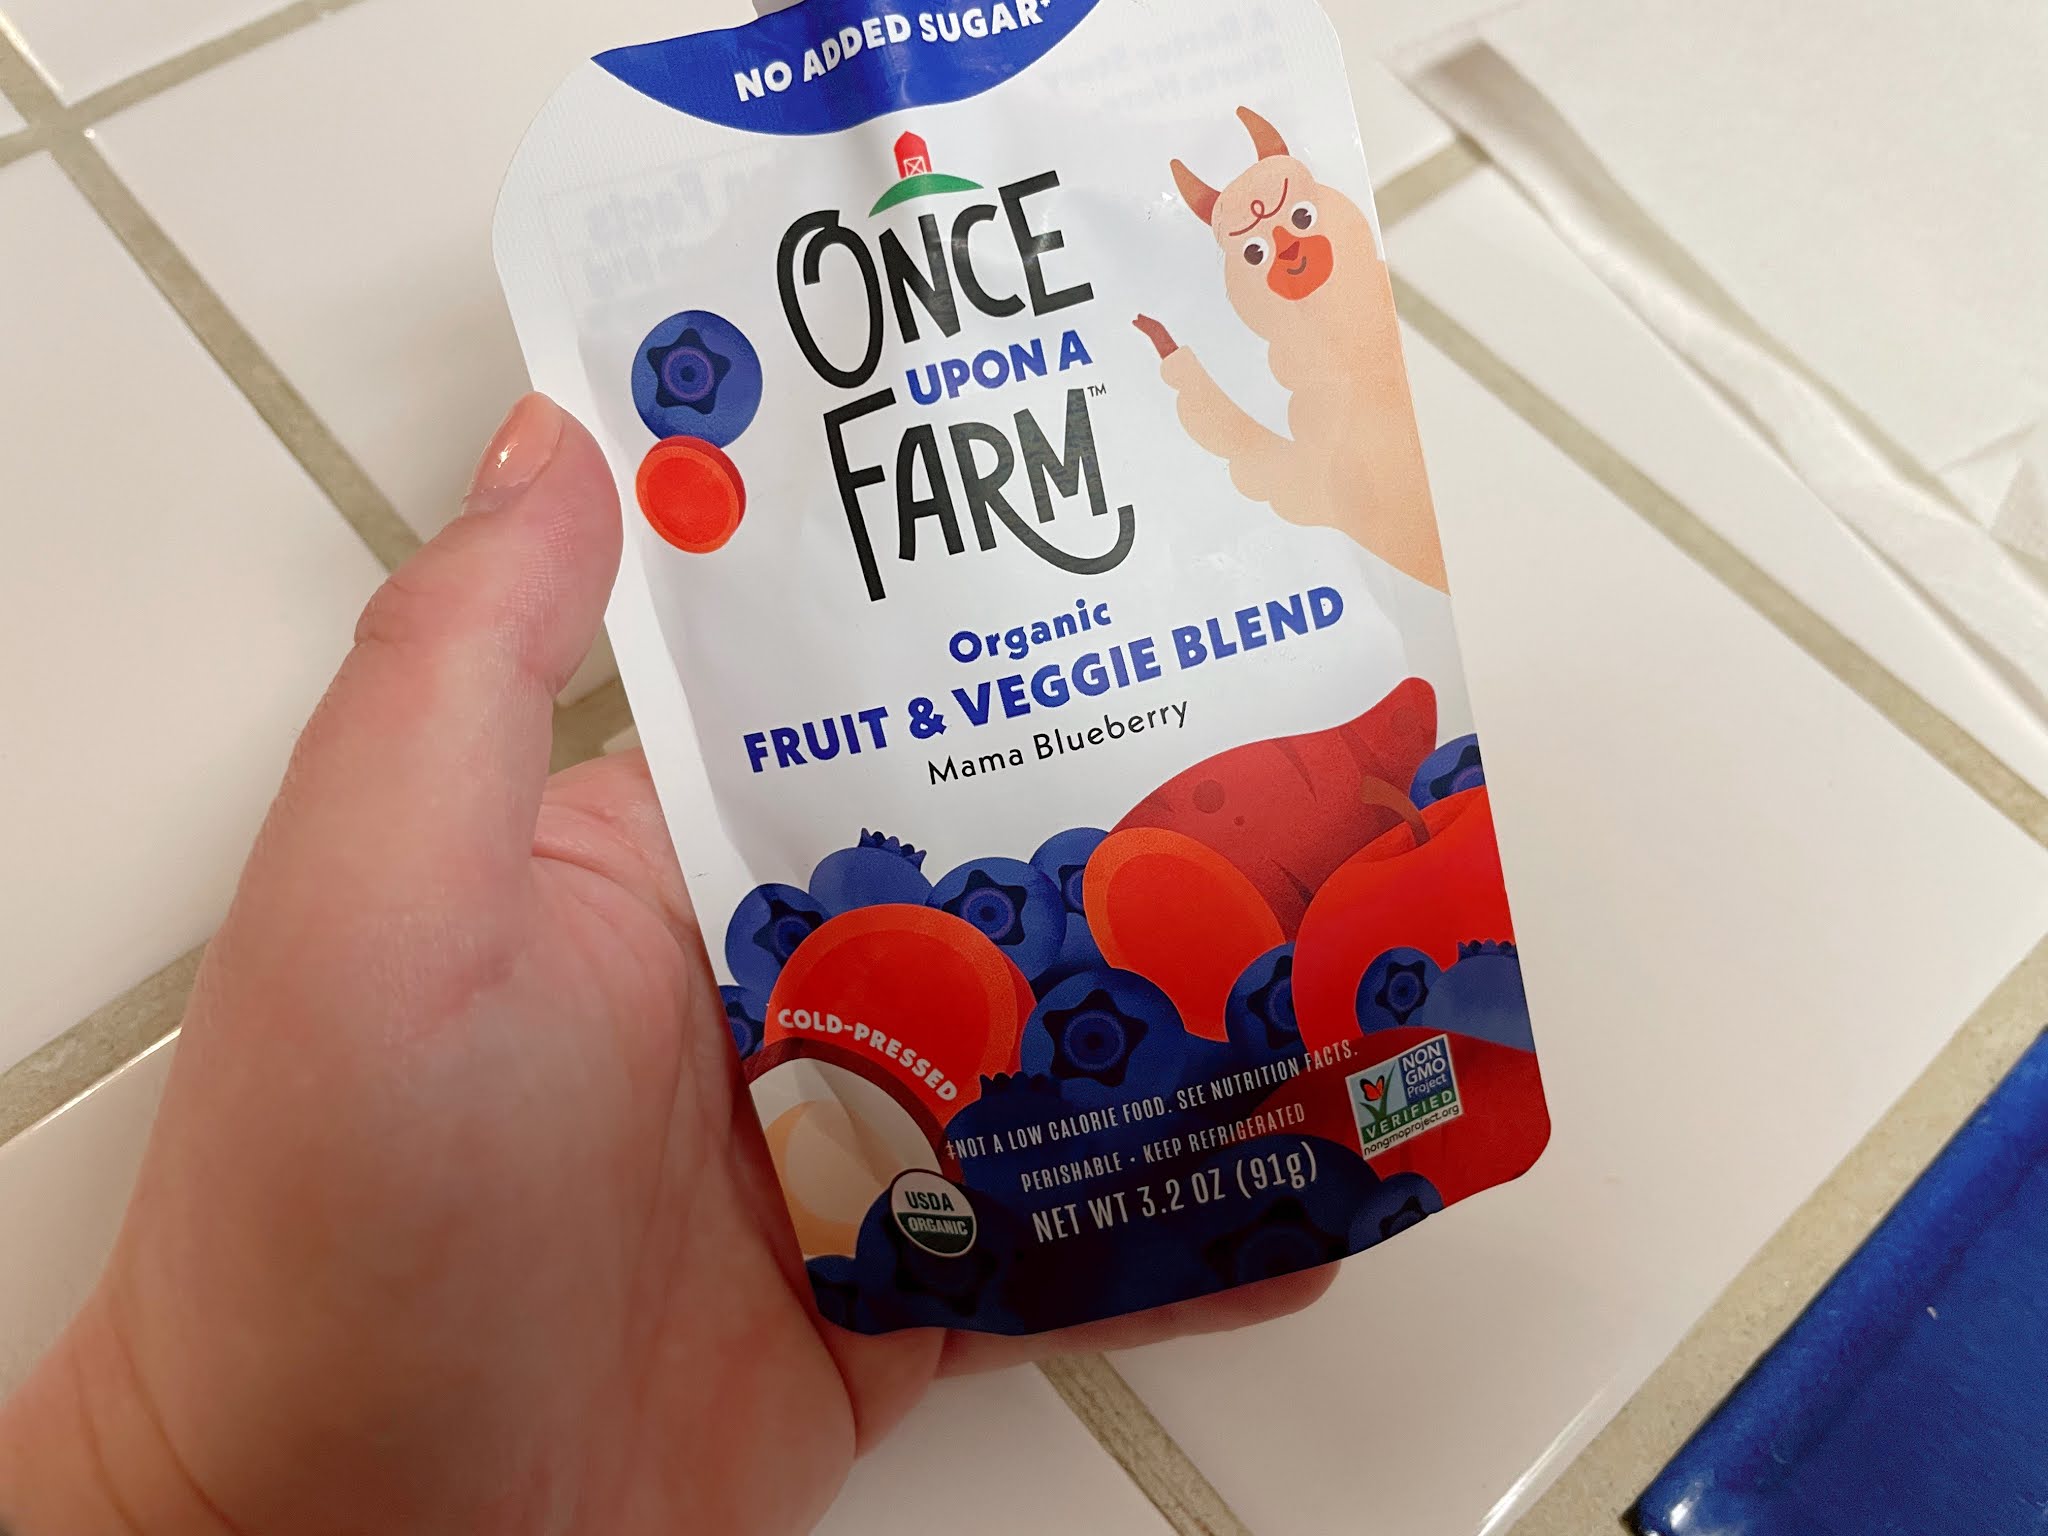 NO ADDED SUGAR‡
ONCE
UPON A
FARM™
Organic
FRUIT & VEGGIE BLEND
Mama Blueberry
COLD-PRESSED
‡NOT A LOW CALORIE FOOD. SEE NUTRITION FACTS.
PERISHABLE • KEEP REFRIGERATED
NET WT 3.2 OZ (91g)
USDA
ORGANIC
NON
GMO
Project
VERIFIED
nongmoproject.org